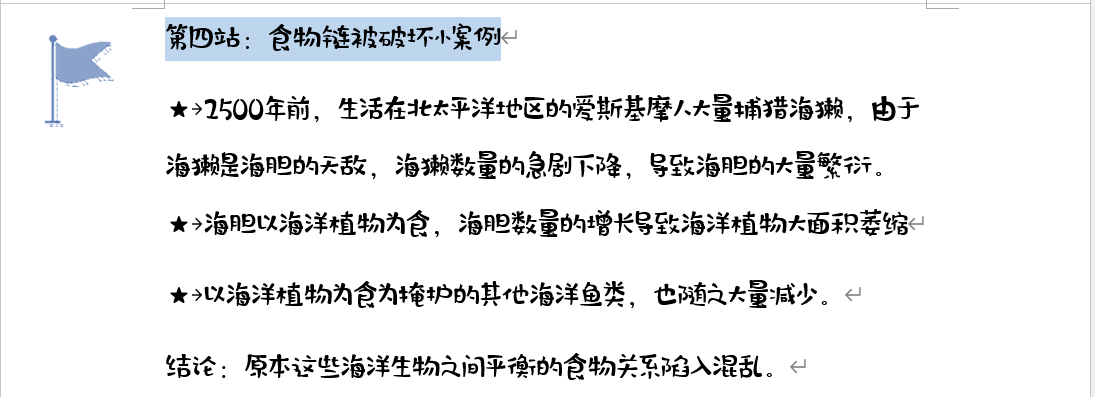 第四站：食物链被破坏小案例
★→2500年前，生活在北太平洋地区的爱斯基摩人大量捕猎海獭，由于
海獭是海胆的天敌，海獭数量的急剧下降，导致海胆的大量繁衍。
★→海胆以海洋植物为食，海胆数量的增长导致海洋植物大面积萎缩
★→以海洋植物为食为掩护的其他海洋鱼类，也随之大量减少。
结论：原本这些海洋生物之间平衡的食物关系陷入混乱。